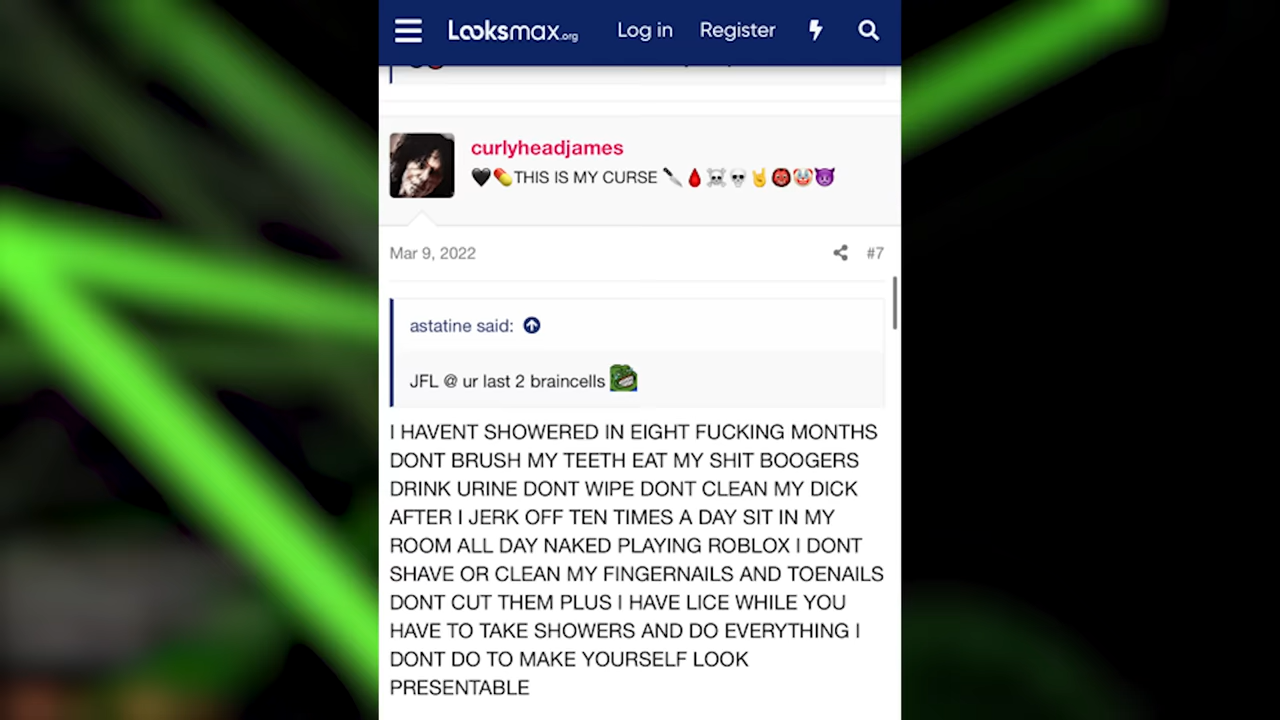 Looksmax.org Log in Register
curlyheadjames
🖤💊THIS IS MY CURSE 🔪🩸☠️💀🤘👹🤡😈
Mar 9, 2022 #7
astatine said:
JFL @ ur last 2 braincells
I HAVENT SHOWERED IN EIGHT FUCKING MONTHS
DONT BRUSH MY TEETH EAT MY SHIT BOOGERS
DRINK URINE DONT WIPE DONT CLEAN MY DICK
AFTER I JERK OFF TEN TIMES A DAY SIT IN MY
ROOM ALL DAY NAKED PLAYING ROBLOX I DONT
SHAVE OR CLEAN MY FINGERNAILS AND TOENAILS
DONT CUT THEM PLUS I HAVE LICE WHILE YOU
HAVE TO TAKE SHOWERS AND DO EVERYTHING I
DONT DO TO MAKE YOURSELF LOOK
PRESENTABLE